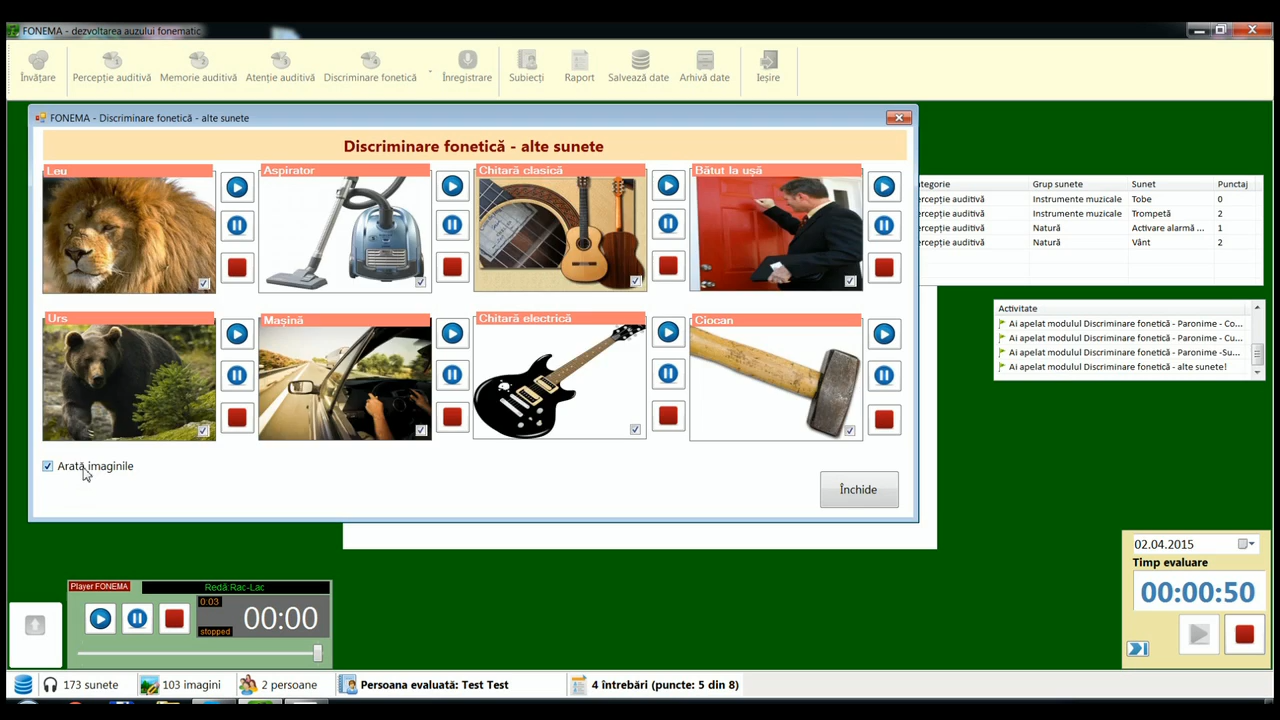 FONEMA - dezvoltarea auzului fonematic
Învățare
Percepție auditivă
Memorie auditivă
Atenție auditivă
Discriminare fonetică
Înregistrare
Subiecți
Raport
Salvează date
Arhivă date
Ieșire
FONEMA - Discriminare fonetică - alte sunete
Discriminare fonetică - alte sunete
Leu
Aspirator
Chitară clasică
Bătut la ușă
Urs
Mașină
Chitară electrică
Ciocan
Arată imaginile
Închide
ategorie Grup sunete Sunet Punctaj
ercepție auditivă Instrumente muzicale Tobe 0
ercepție auditivă Instrumente muzicale Trompetă 2
ercepție auditivă Natură Activare alarmă ... 1
ercepție auditivă Natură Vânt 2
Activitate
Ai apelat modulul Discriminare fonetică - Paronime - Co...
Ai apelat modulul Discriminare fonetică - Paronime - Cu...
Ai apelat modulul Discriminare fonetică - Paronime -Su...
Ai apelat modulul Discriminare fonetică - alte sunete!
02.04.2015
Timp evaluare
00:00:50
Player FONEMA
Redă:Rac-Lac
0:03
00:00
stopped
173 sunete
103 imagini
2 persoane
Persoana evaluată: Test Test
4 întrebări (puncte: 5 din 8)